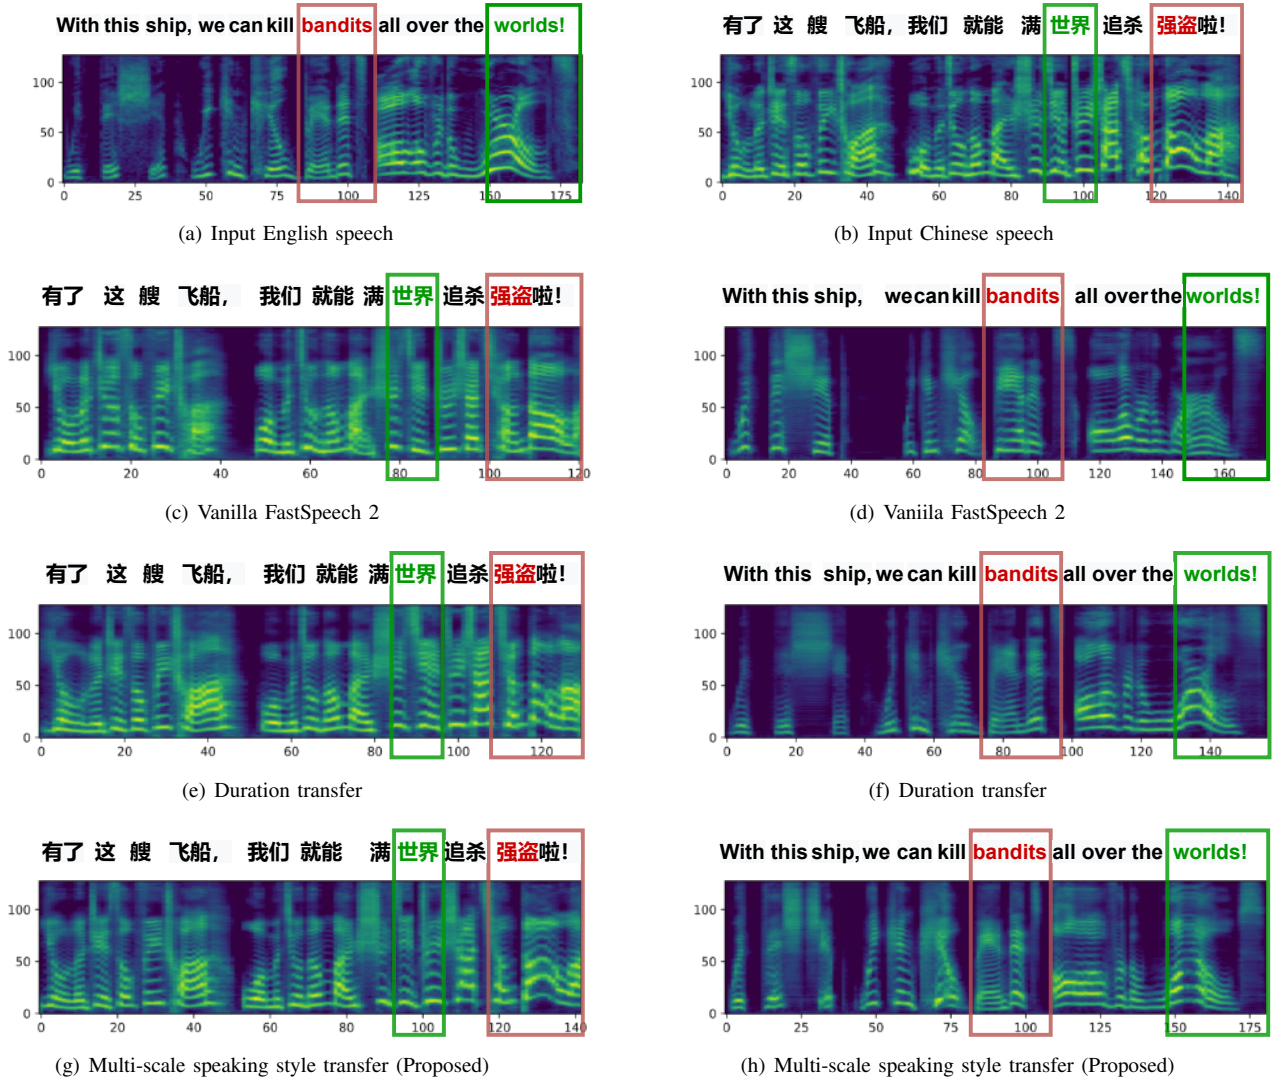 With this ship, we can kill bandits all over the worlds!
100
50
0
0 25 50 75 100 125 150 175
(a) Input English speech
有了 这 艘 飞船， 我们 就能 满 世界 追杀 强盗啦！
100
50
0
0 20 40 60 80 100 120 140
(b) Input Chinese speech
有了 这 艘 飞船， 我们 就能 满 世界 追杀 强盗啦！
100
50
0
0 20 40 60 80 100 120
(c) Vanilla FastSpeech 2
With this ship, we can kill bandits all over the worlds!
100
50
0
0 20 40 60 80 100 120 140 160
(d) Vaniila FastSpeech 2
有了 这 艘 飞船， 我们 就能 满 世界 追杀 强盗啦！
100
50
0
0 20 40 60 80 100 120
(e) Duration transfer
With this ship, we can kill bandits all over the worlds!
100
50
0
0 20 40 60 80 100 120 140
(f) Duration transfer
有了 这 艘 飞船， 我们 就能 满 世界 追杀 强盗啦！
100
50
0
0 20 40 60 80 100 120 140
(g) Multi-scale speaking style transfer (Proposed)
With this ship, we can kill bandits all over the worlds!
100
50
0
0 25 50 75 100 125 150 175
(h) Multi-scale speaking style transfer (Proposed)